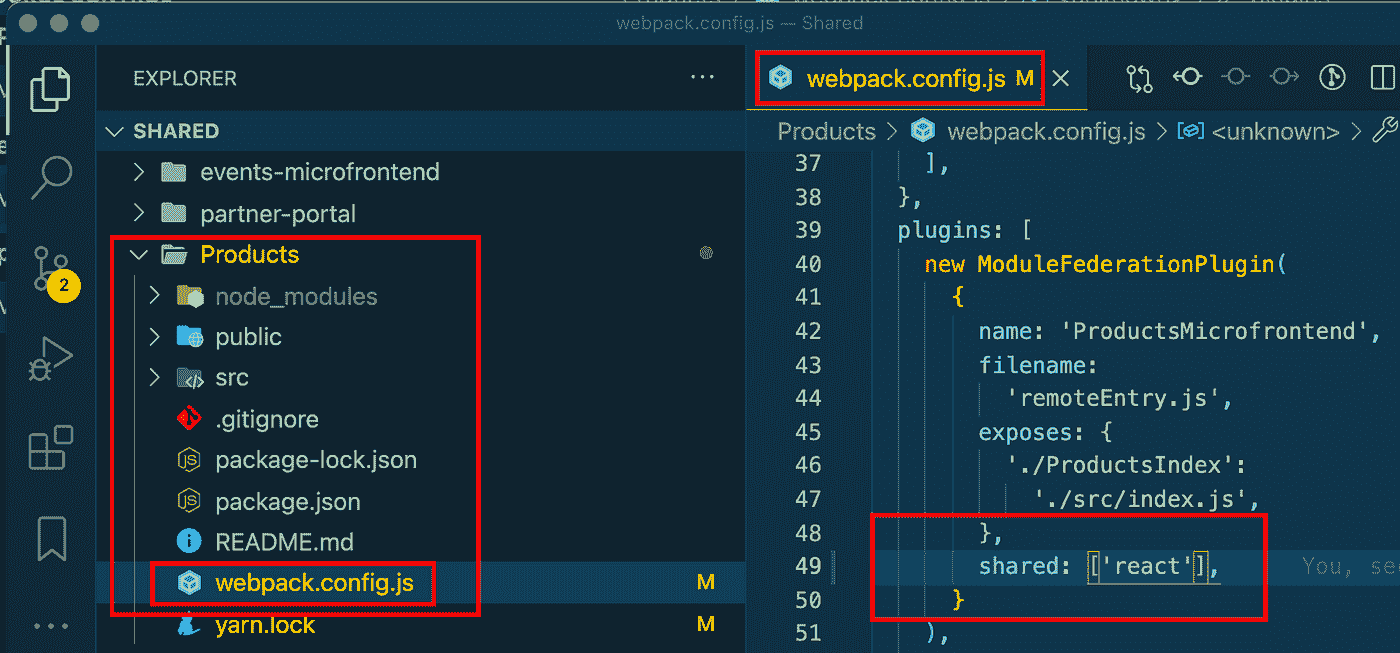 webpack.config.js — Shared
EXPLORER
SHARED
events-microfrontend
partner-portal
Products
node_modules
public
src
.gitignore
package-lock.json
package.json
README.md
webpack.config.js M
yarn.lock M
2
webpack.config.js M
Products > webpack.config.js > <unknown> >
37 ],
38 },
39 plugins: [
40 new ModuleFederationPlugin(
41 {
42 name: 'ProductsMicrofrontend',
43 filename:
44 'remoteEntry.js',
45 exposes: {
46 './ProductsIndex':
47 './src/index.js',
48 },
49 shared: ['react'], You,
50 }
51 ),